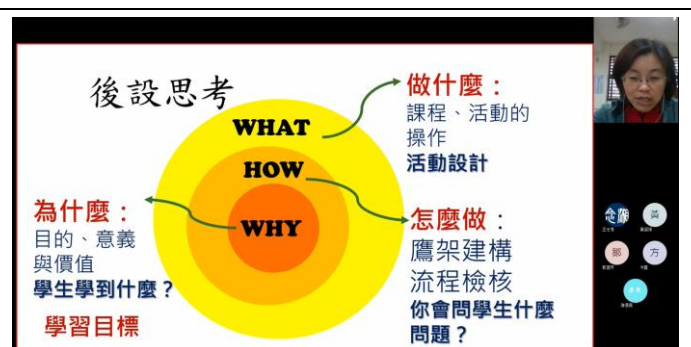 後設思考
WHAT
HOW
WHY
做什麼：
課程、活動的
操作
活動設計
為什麼：
目的、意義
與價值
學生學到什麼？
學習目標
怎麼做：
鷹架建構
流程檢核
你會問學生什麼
問題？
黃
鄭
方